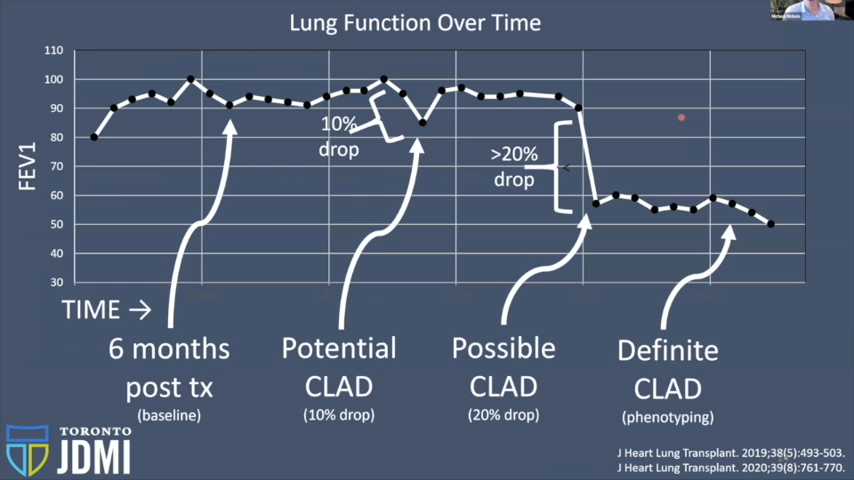 Lung Function Over Time
110
100
90
80
70
60
50
40
30
FEV1
10%
drop
>20%
drop
TIME →
6 months
post tx
(baseline)
Potential
CLAD
(10% drop)
Possible
CLAD
(20% drop)
Definite
CLAD
(phenotyping)
TORONTO
JDMI
J Heart Lung Transplant. 2019;38(5):493-503.
J Heart Lung Transplant. 2020;39(8):761-770.